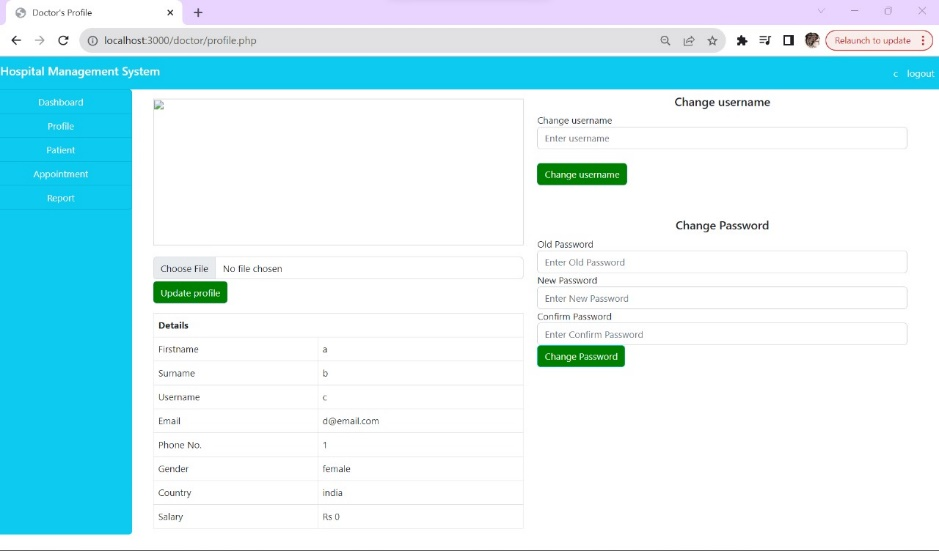 Doctor's Profile
localhost:3000/doctor/profile.php
Relaunch to update
Hospital Management System
c logout
Dashboard
Profile
Patient
Appointment
Report
Choose File No file chosen
Update profile
Details
Firstname a
Surname b
Username c
Email d@email.com
Phone No. 1
Gender female
Country india
Salary Rs 0
Change username
Change username
Enter username
Change username
Change Password
Old Password
Enter Old Password
New Password
Enter New Password
Confirm Password
Enter Confirm Password
Change Password